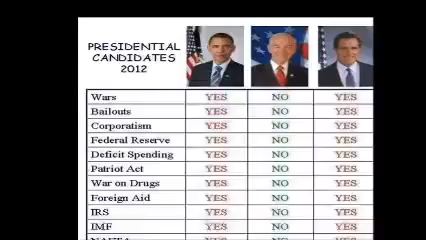 PRESIDENTIAL
CANDIDATES
2012
Wars YES NO YES
Bailouts YES NO YES
Corporatism YES NO YES
Federal Reserve YES NO YES
Deficit Spending YES NO YES
Patriot Act YES NO YES
War on Drugs YES NO YES
Foreign Aid YES NO YES
IRS YES NO YES
IMF YES NO YES